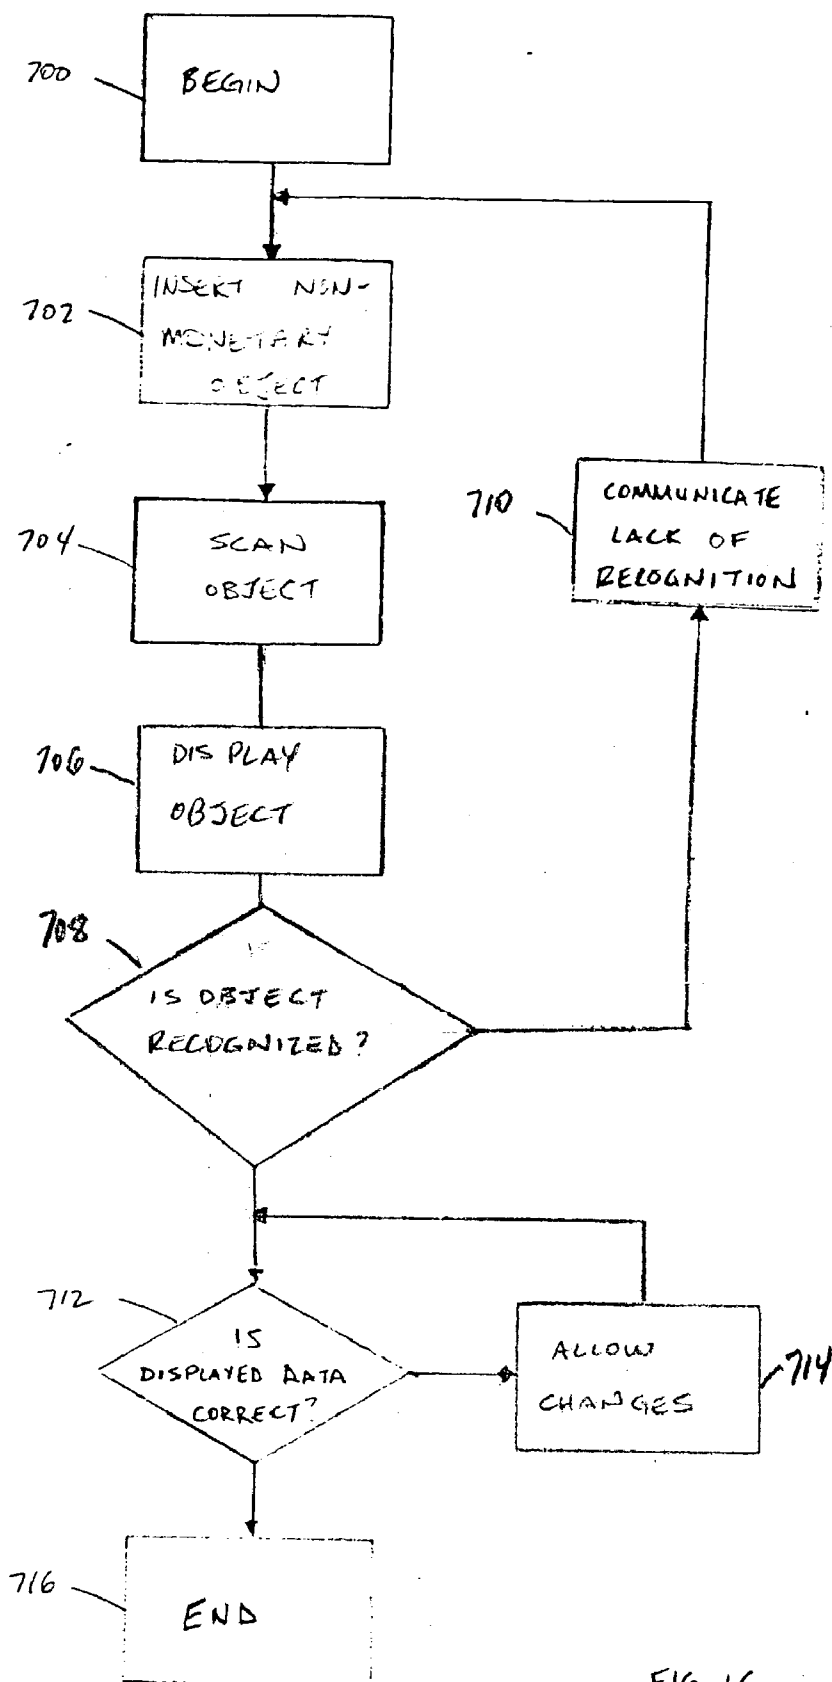 700
BEGIN
702
INSERT NON-
MONETARY
OBJECT
704
SCAN
OBJECT
710
COMMUNICATE
LACK OF
RECOGNITION
706
DISPLAY
OBJECT
708
IS OBJECT
RECOGNIZED?
712
IS
DISPLAYED DATA
CORRECT?
ALLOW
CHANGES
714
716
END